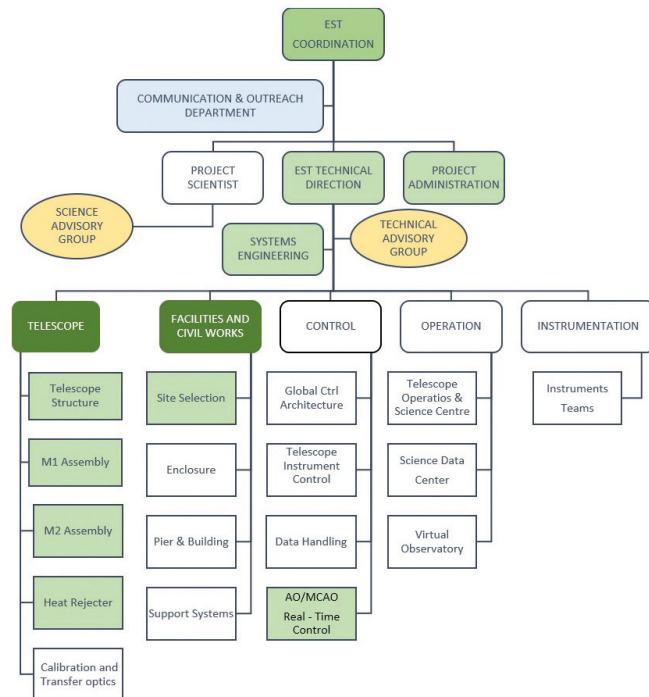 EST
COORDINATION
COMMUNICATION & OUTREACH
DEPARTMENT
PROJECT
SCIENTIST
EST TECHNICAL
DIRECTION
PROJECT
ADMINISTRATION
SCIENCE
ADVISORY
GROUP
SYSTEMS
ENGINEERING
TECHNICAL
ADVISORY
GROUP
TELESCOPE
FACILITIES AND
CIVIL WORKS
CONTROL
OPERATION
INSTRUMENTATION
Telescope
Structure
M1 Assembly
M2 Assembly
Heat Rejecter
Calibration and
Transfer optics
Site Selection
Enclosure
Pier & Building
Support Systems
Global Ctrl
Architecture
Telescope
Instrument
Control
Data Handling
AO/MCAO
Real - Time
Control
Telescope
Operatios &
Science Centre
Science Data
Center
Virtual
Observatory
Instruments
Teams